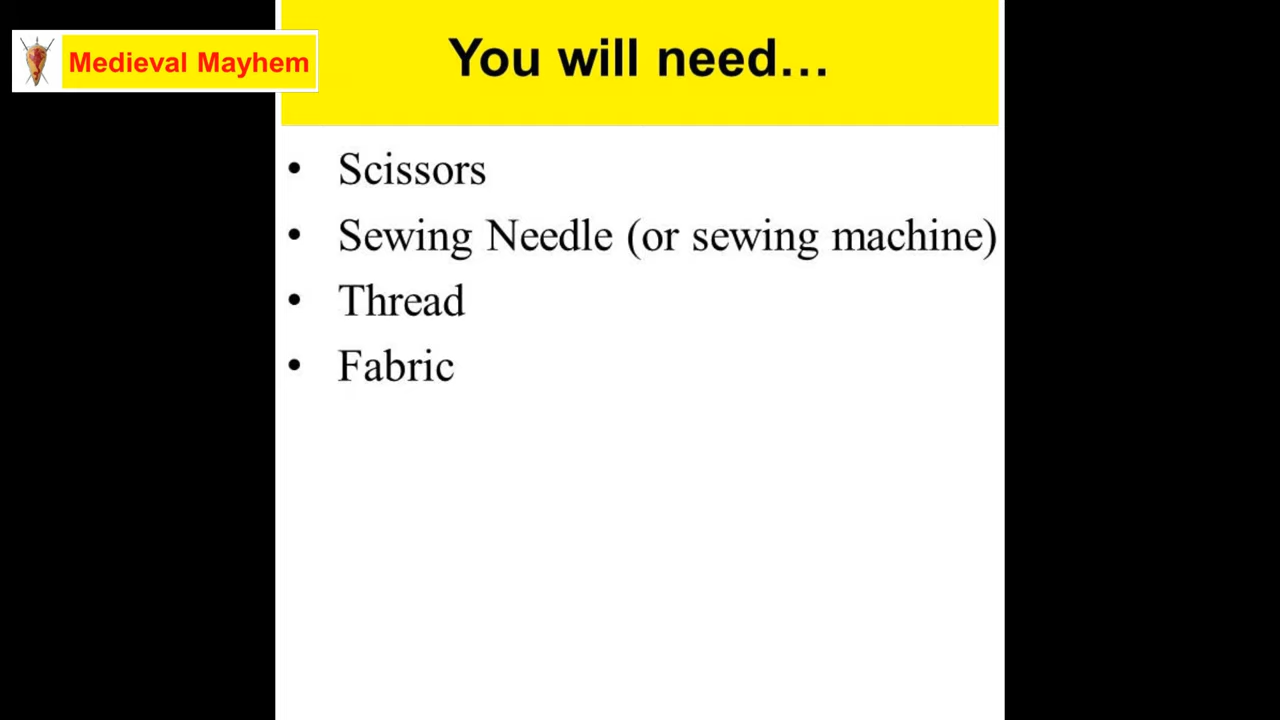 Medieval Mayhem
You will need…
• Scissors
• Sewing Needle (or sewing machine)
• Thread
• Fabric